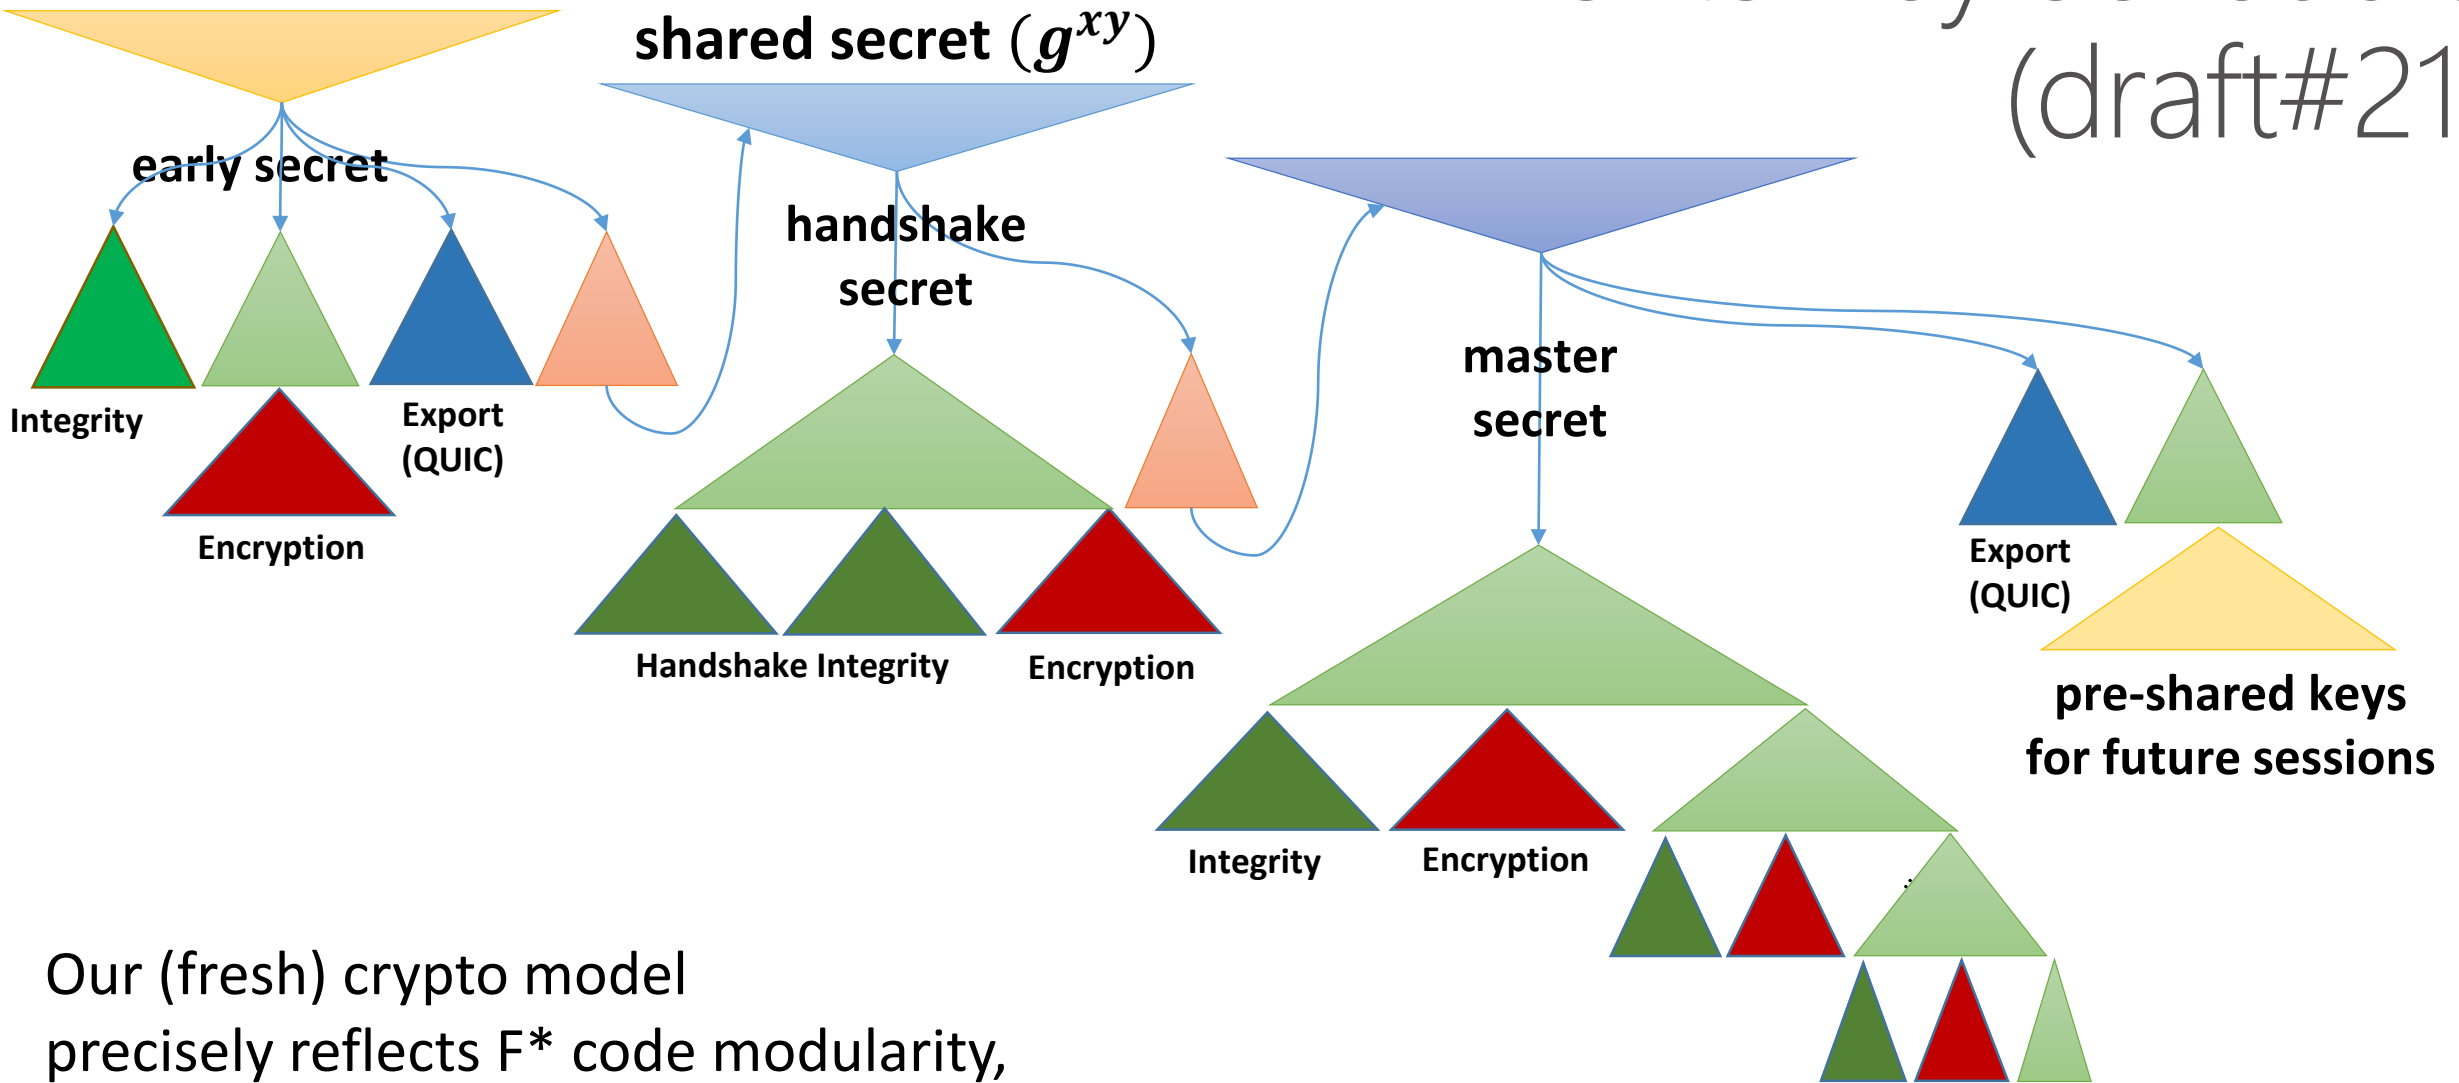 (draft#21
shared secret (g^xy)
early secret
handshake
secret
master
secret
Integrity
Export
(QUIC)
Encryption
Handshake Integrity
Encryption
Export
(QUIC)
pre-shared keys
for future sessions
Integrity
Encryption
Our (fresh) crypto model
precisely reflects F* code modularity,